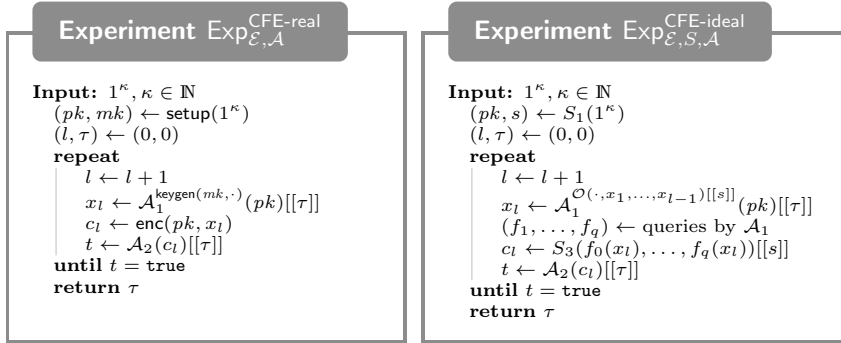 Experiment Exp^{CFE-real}_{ℰ,𝒜}
Input: 1^κ, κ ∈ ℕ
(pk, mk) ← setup(1^κ)
(l, τ) ← (0, 0)
repeat
l ← l + 1
x_l ← 𝒜_1^{keygen(mk,·)}(pk)[[τ]]
c_l ← enc(pk, x_l)
t ← 𝒜_2(c_l)[[τ]]
until t = true
return τ
Experiment Exp^{CFE-ideal}_{ℰ,S,𝒜}
Input: 1^κ, κ ∈ ℕ
(pk, s) ← S_1(1^κ)
(l, τ) ← (0, 0)
repeat
l ← l + 1
x_l ← 𝒜_1^{𝒪(·,x_1,...,x_{l−1})[[s]]}(pk)[[τ]]
(f_1, . . . , f_q) ← queries by 𝒜_1
c_l ← S_3(f_0(x_l), . . . , f_q(x_l))[[s]]
t ← 𝒜_2(c_l)[[τ]]
until t = true
return τ